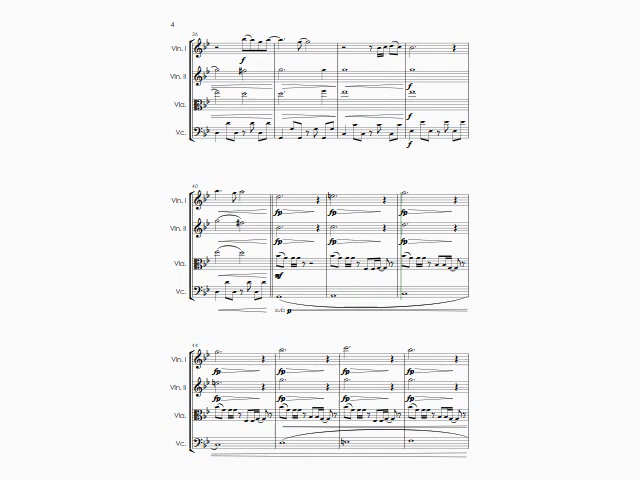 4
36
Vln. I
f
Vln. II
f
Vla.
f
Vc.
f
40
Vln. I
fp fp fp
Vln. II
fp fp fp
Vla.
mf
Vc.
sub p
44
Vln. I
fp fp fp fp
Vln. II
fp fp fp fp
Vla.
Vc.